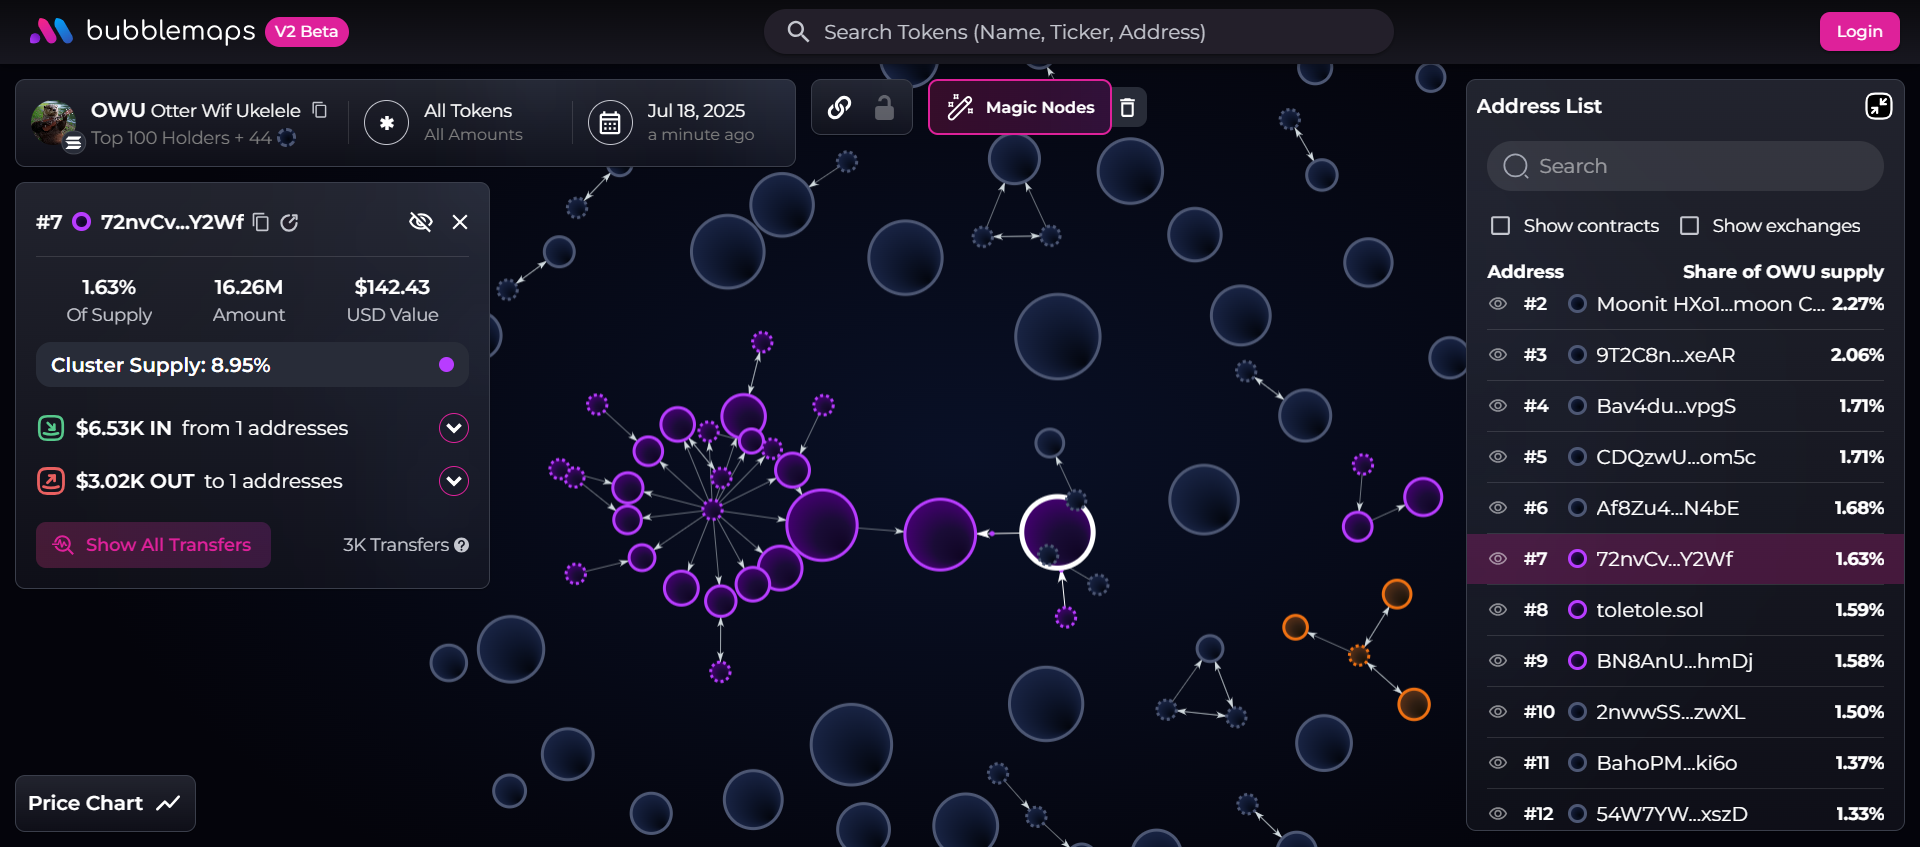 bubblemaps V2 Beta
Search Tokens (Name, Ticker, Address)
Login
OWU Otter Wif Ukelele
Top 100 Holders + 44
All Tokens
All Amounts
Jul 18, 2025
a minute ago
Magic Nodes
#7 72nvCv...Y2Wf
1.63% 16.26M $142.43
Of Supply Amount USD Value
Cluster Supply: 8.95%
$6.53K IN from 1 addresses
$3.02K OUT to 1 addresses
Show All Transfers 3K Transfers ?
Price Chart
Address List
Search
Show contracts Show exchanges
Address Share of OWU supply
#2 Moonit HXo1...moon C... 2.27%
#3 9T2C8n...xeAR 2.06%
#4 Bav4du...vpgS 1.71%
#5 CDQzwU...om5c 1.71%
#6 Af8Zu4...N4bE 1.68%
#7 72nvCv...Y2Wf 1.63%
#8 toletole.sol 1.59%
#9 BN8AnU...hmDj 1.58%
#10 2nwwSS...zwXL 1.50%
#11 BahoPM...ki6o 1.37%
#12 54W7YW...xszD 1.33%